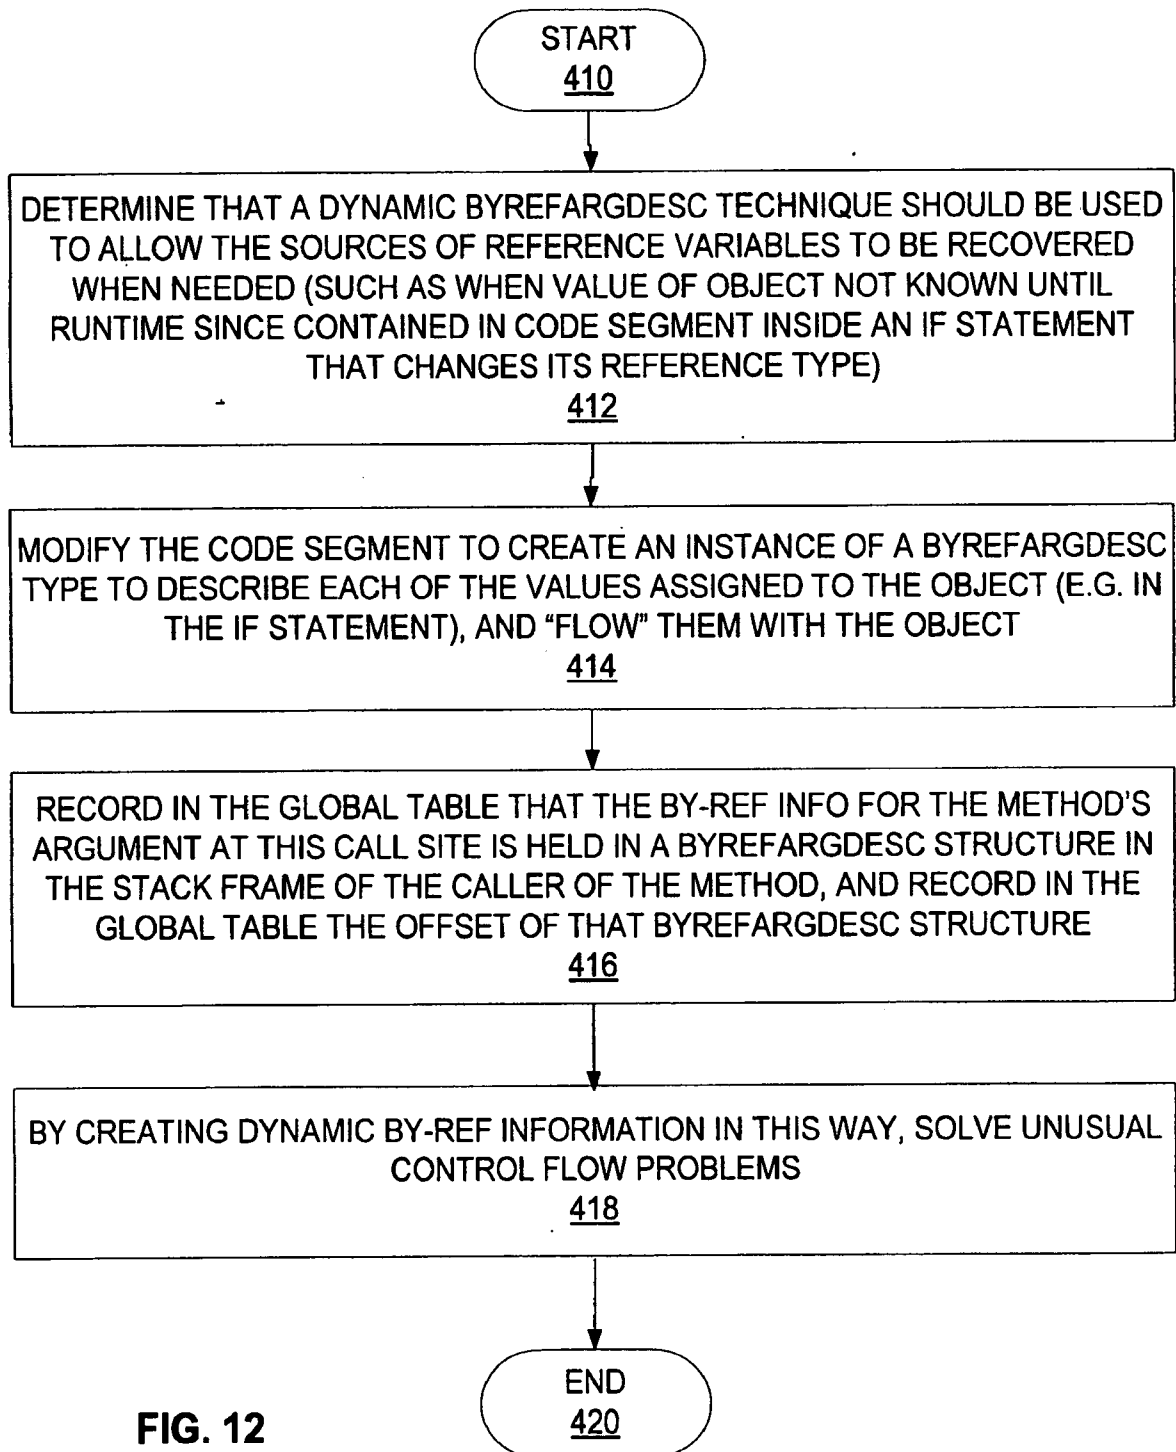 START
410
DETERMINE THAT A DYNAMIC BYREFARGDESC TECHNIQUE SHOULD BE USED
TO ALLOW THE SOURCES OF REFERENCE VARIABLES TO BE RECOVERED
WHEN NEEDED (SUCH AS WHEN VALUE OF OBJECT NOT KNOWN UNTIL
RUNTIME SINCE CONTAINED IN CODE SEGMENT INSIDE AN IF STATEMENT
THAT CHANGES ITS REFERENCE TYPE)
412
MODIFY THE CODE SEGMENT TO CREATE AN INSTANCE OF A BYREFARGDESC
TYPE TO DESCRIBE EACH OF THE VALUES ASSIGNED TO THE OBJECT (E.G. IN
THE IF STATEMENT), AND “FLOW” THEM WITH THE OBJECT
414
RECORD IN THE GLOBAL TABLE THAT THE BY-REF INFO FOR THE METHOD'S
ARGUMENT AT THIS CALL SITE IS HELD IN A BYREFARGDESC STRUCTURE IN
THE STACK FRAME OF THE CALLER OF THE METHOD, AND RECORD IN THE
GLOBAL TABLE THE OFFSET OF THAT BYREFARGDESC STRUCTURE
416
BY CREATING DYNAMIC BY-REF INFORMATION IN THIS WAY, SOLVE UNUSUAL
CONTROL FLOW PROBLEMS
418
END
420
FIG. 12